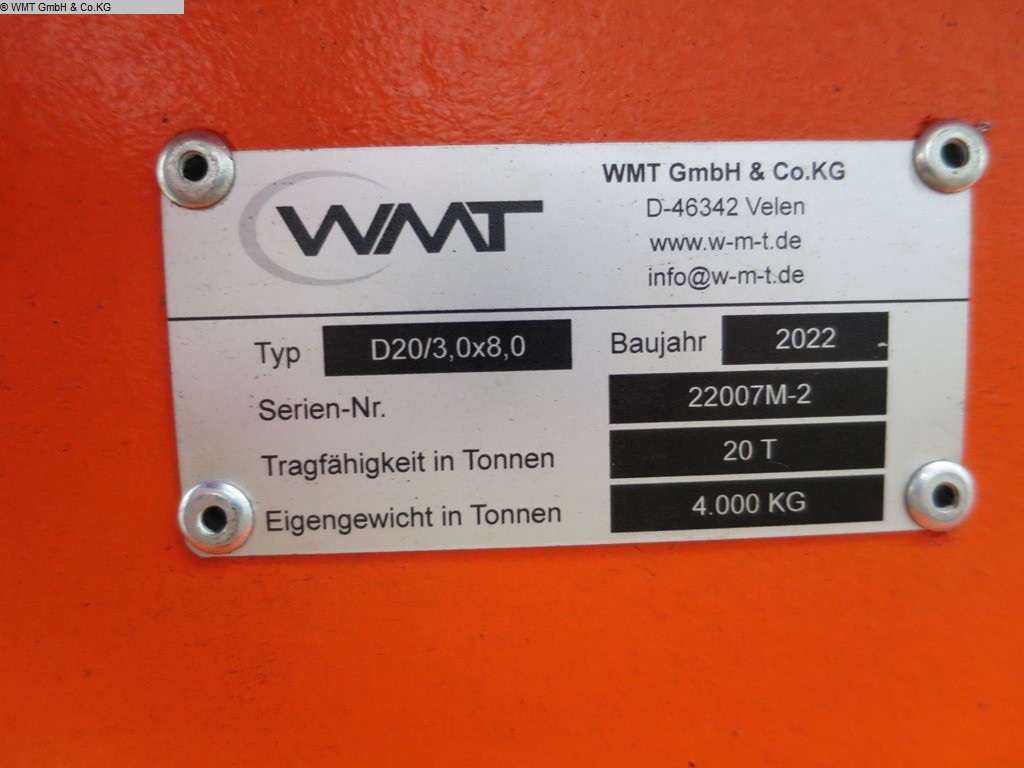 © WMT GmbH & Co.KG
WMT
WMT GmbH & Co.KG
D-46342 Velen
www.w-m-t.de
info@w-m-t.de
Typ D20/3,0x8,0 Baujahr 2022
Serien-Nr. 22007M-2
Tragfähigkeit in Tonnen 20 T
Eigengewicht in Tonnen 4.000 KG